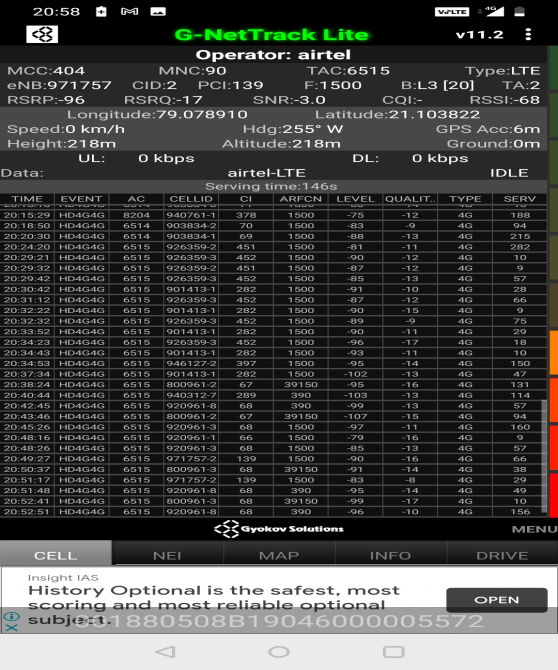 20:58 VoLTE 4G
G-NetTrack Lite v11.2
Operator: airtel
MCC:404 MNC:90 TAC:6515 Type:LTE
eNB:971757 CID:2 PCI:139 F:1500 B:L3 [20] TA:2
RSRP:-96 RSRQ:-17 SNR:-3.0 CQI:- RSSI:-68
Longitude:79.078910 Latitude:21.103822
Speed:0 km/h Hdg:255° W GPS Acc:6m
Height:218m Altitude:218m Ground:0m
UL: 0 kbps DL: 0 kbps
Data: airtel-LTE IDLE
Serving time:146s
TIME EVENT AC CELLID CI ARFCN LEVEL QUALIT.. TYPE SERV
20:15:29 HD4G4G 8204 940761-1 378 1500 -75 -12 4G 188
20:18:50 HD4G4G 6514 903834-2 70 1500 -83 -9 4G 94
20:20:30 HD4G4G 6514 903834-1 69 1500 -88 -13 4G 215
20:24:20 HD4G4G 6515 926359-2 451 1500 -81 -11 4G 282
20:29:21 HD4G4G 6515 926359-3 452 1500 -90 -12 4G 10
20:29:32 HD4G4G 6515 926359-2 451 1500 -87 -12 4G 9
20:29:42 HD4G4G 6515 926359-3 452 1500 -85 -13 4G 57
20:30:42 HD4G4G 6515 901413-1 282 1500 -91 -10 4G 28
20:31:12 HD4G4G 6515 926359-3 452 1500 -87 -12 4G 66
20:32:22 HD4G4G 6515 901413-1 282 1500 -90 -15 4G 9
20:32:32 HD4G4G 6515 926359-3 452 1500 -89 -9 4G 75
20:33:52 HD4G4G 6515 901413-1 282 1500 -90 -11 4G 29
20:34:23 HD4G4G 6515 926359-3 452 1500 -96 -17 4G 18
20:34:43 HD4G4G 6515 901413-1 282 1500 -93 -11 4G 10
20:34:53 HD4G4G 6515 946127-2 397 1500 -95 -14 4G 150
20:37:34 HD4G4G 6515 901413-1 282 1500 -102 -13 4G 47
20:38:24 HD4G4G 6515 800961-2 67 39150 -95 -16 4G 131
20:40:44 HD4G4G 6515 940312-7 289 390 -103 -13 4G 114
20:42:45 HD4G4G 6515 920961-8 68 390 -99 -13 4G 57
20:43:46 HD4G4G 6515 800961-2 67 39150 -107 -15 4G 94
20:45:26 HD4G4G 6515 920961-3 68 1500 -97 -11 4G 160
20:48:16 HD4G4G 6515 920961-1 66 1500 -79 -16 4G 9
20:48:26 HD4G4G 6515 920961-3 68 1500 -85 -13 4G 57
20:49:27 HD4G4G 6515 971757-2 139 1500 -90 -16 4G 66
20:50:37 HD4G4G 6515 800961-3 68 39150 -91 -14 4G 38
20:51:17 HD4G4G 6515 971757-2 139 1500 -83 -8 4G 29
20:51:48 HD4G4G 6515 920961-8 68 390 -95 -14 4G 49
20:52:41 HD4G4G 6515 800961-3 68 39150 -99 -17 4G 10
20:52:51 HD4G4G 6515 920961-8 68 390 -96 -10 4G 156
Gyokov Solutions MENU
CELL NEI MAP INFO DRIVE
Insight IAS
History Optional is the safest, most
scoring and most reliable optional
subject.
OPEN
1880508B19046000005572